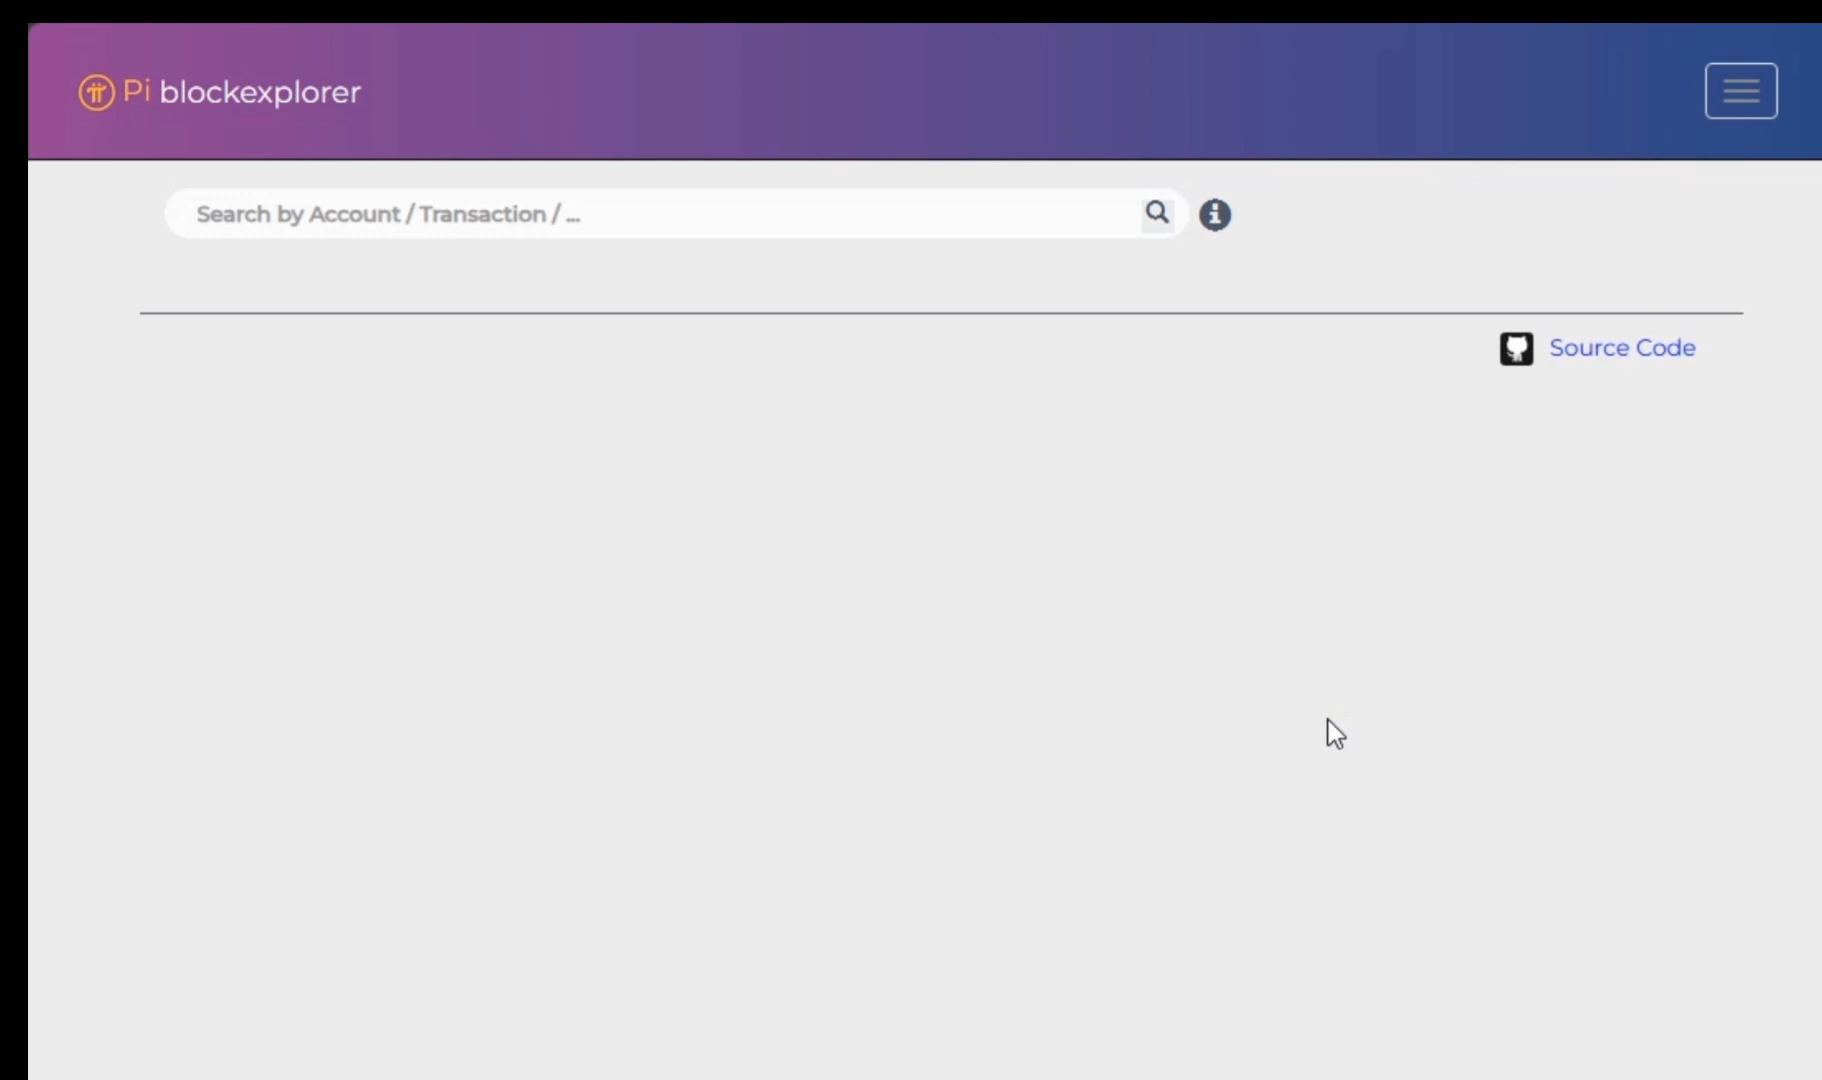 Pi blockexplorer
Search by Account / Transaction / ...
Source Code